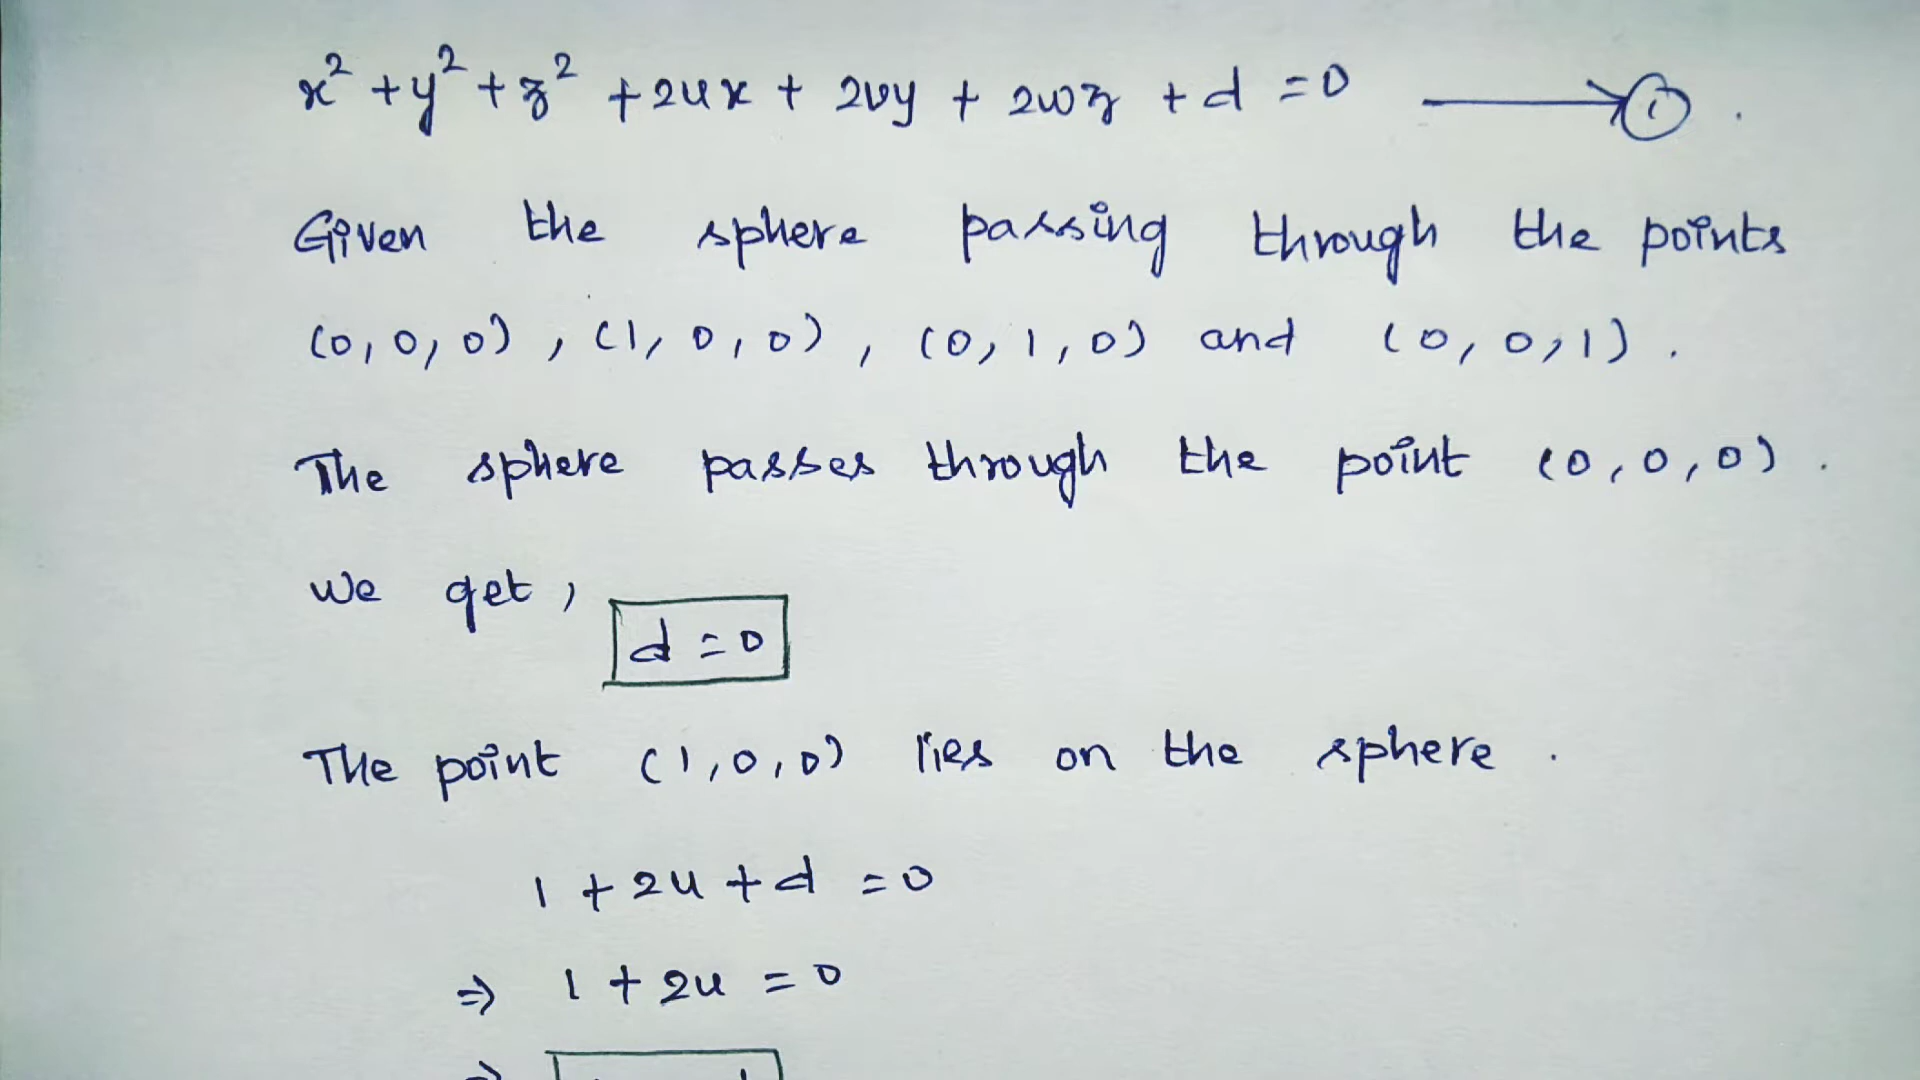 x² + y² + z² + 2ux + 2vy + 2wz + d = 0 ⟶ ①.
Given the sphere passing through the points
(0, 0, 0), (1, 0, 0), (0, 1, 0) and (0, 0, 1).
The sphere passes through the point (0, 0, 0).
we get, d = 0
The point (1, 0, 0) lies on the sphere.
1 + 2u + d = 0
⇒ 1 + 2u = 0
⇒